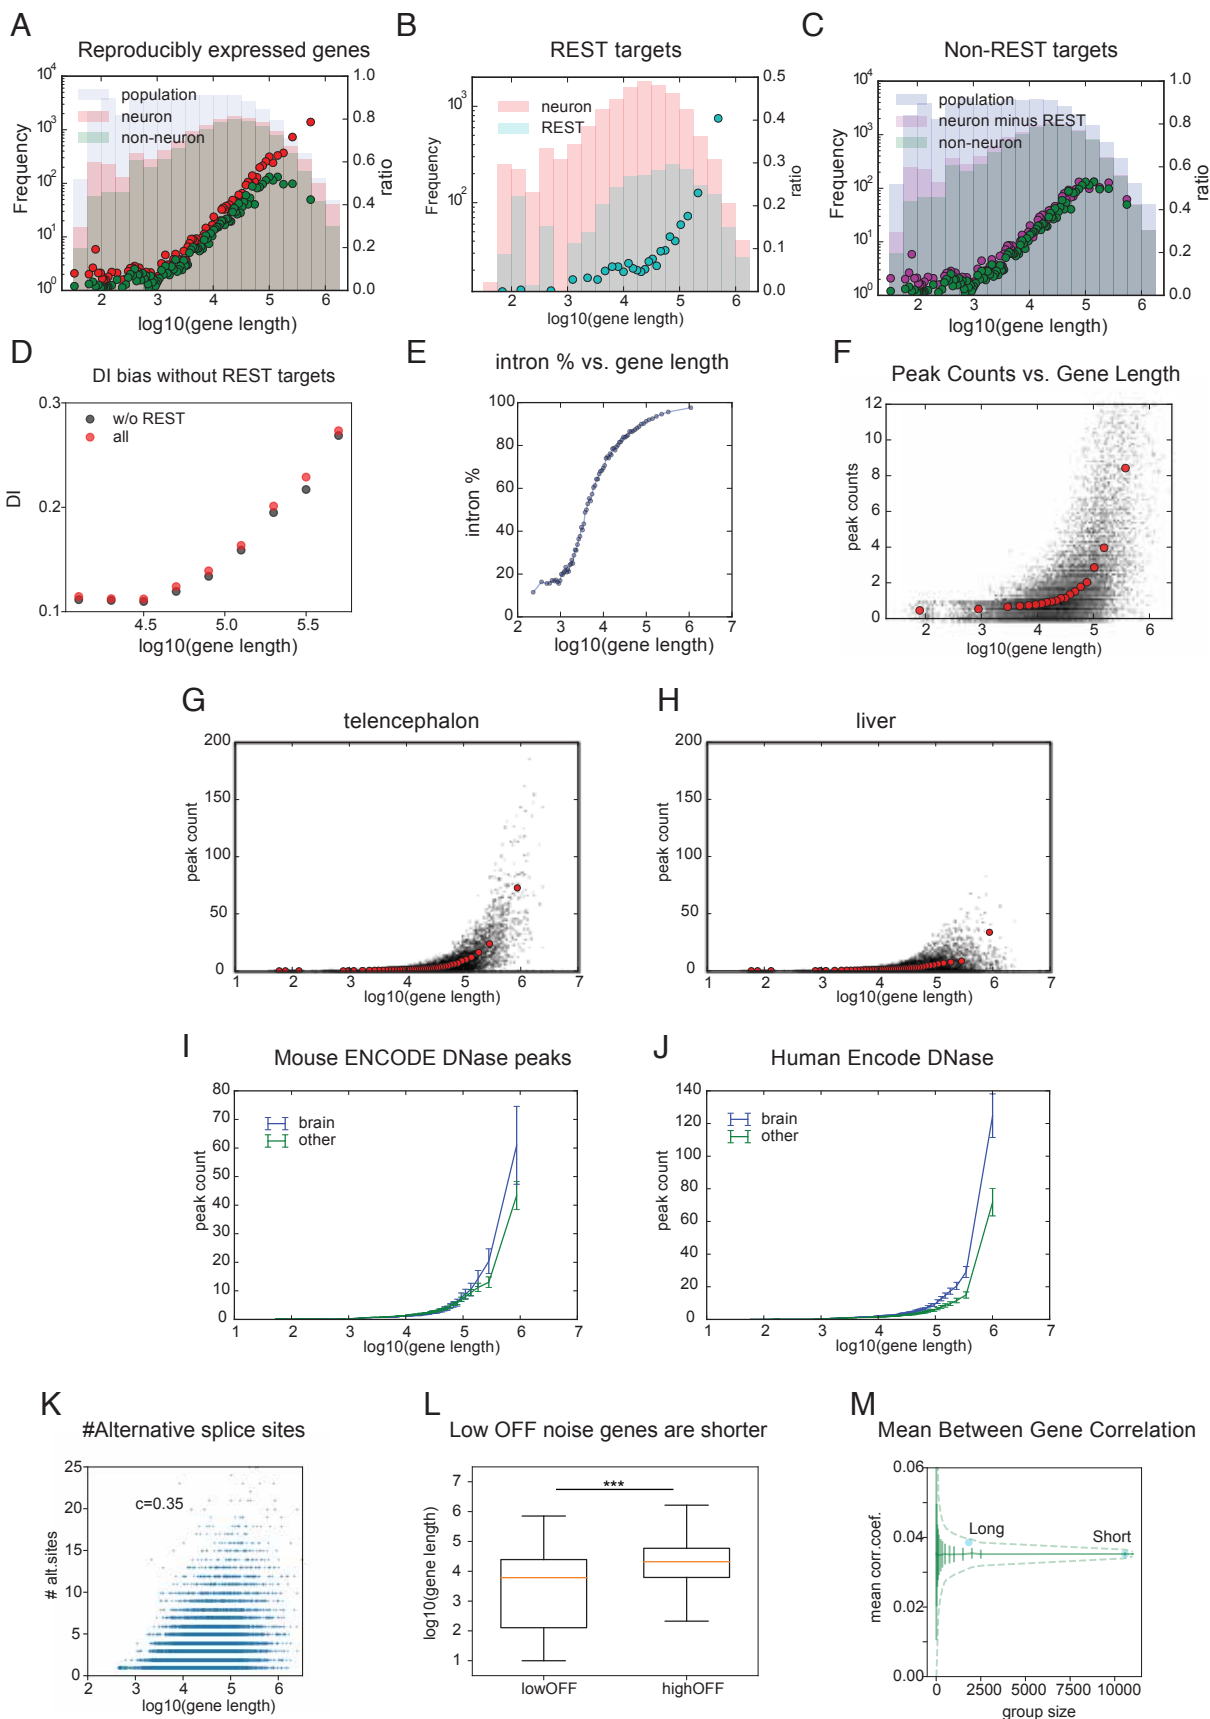 A
Reproducibly expressed genes
10^4
10^3
10^2
10^1
10^0
Frequency
population
neuron
non-neuron
1.0
0.8
0.6
0.4
0.2
0.0
ratio
2 3 4 5 6
log10(gene length)
B
REST targets
10^3
10^2
Frequency
neuron
REST
0.5
0.4
0.3
0.2
0.1
0.0
ratio
2 3 4 5 6
log10(gene length)
C
Non-REST targets
10^4
10^3
10^2
10^1
10^0
Frequency
population
neuron minus REST
non-neuron
1.0
0.8
0.6
0.4
0.2
0.0
ratio
2 3 4 5 6
log10(gene length)
D
DI bias without REST targets
0.3
0.2
0.1
DI
w/o REST
all
4.5 5.0 5.5
log10(gene length)
E
intron % vs. gene length
100
80
60
40
20
0
intron %
2 3 4 5 6 7
log10(gene length)
F
Peak Counts vs. Gene Length
12
10
8
6
4
2
0
peak counts
2 3 4 5 6
log10(gene length)
G
telencephalon
200
150
100
50
0
peak count
1 2 3 4 5 6 7
log10(gene length)
H
liver
200
150
100
50
0
peak count
1 2 3 4 5 6 7
log10(gene length)
I
Mouse ENCODE DNase peaks
80
70
60
50
40
30
20
10
0
peak count
brain
other
1 2 3 4 5 6 7
log10(gene length)
J
Human Encode DNase
140
120
100
80
60
40
20
0
peak count
brain
other
1 2 3 4 5 6 7
log10(gene length)
K
#Alternative splice sites
25
20
15
10
5
0
# alt.sites
c=0.35
2 3 4 5 6
log10(gene length)
L
Low OFF noise genes are shorter
7
6
5
4
3
2
1
log10(gene length)
***
lowOFF highOFF
M
Mean Between Gene Correlation
0.06
0.04
0.02
0.00
mean corr.coef.
Long
Short
0 2500 5000 7500 10000
group size